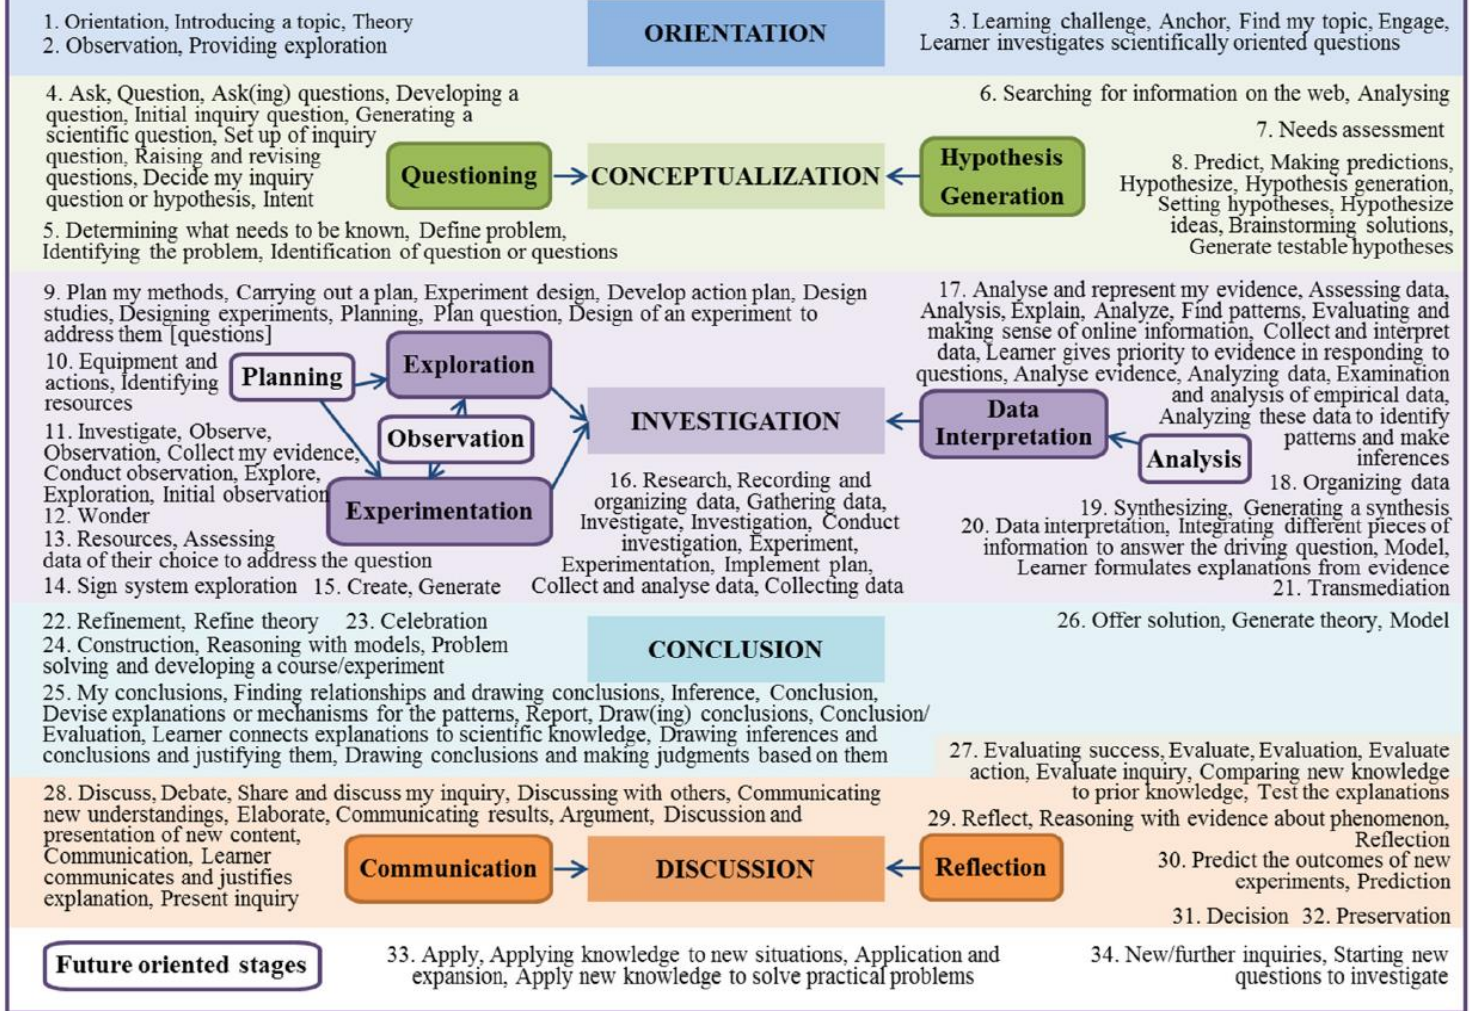 1. Orientation, Introducing a topic, Theory
2. Observation, Providing exploration
ORIENTATION
3. Learning challenge, Anchor, Find my topic, Engage,
Learner investigates scientifically oriented questions
4. Ask, Question, Ask(ing) questions, Developing a
question, Initial inquiry question, Generating a
scientific question, Set up of inquiry
question, Raising and revising
questions, Decide my inquiry
question or hypothesis, Intent
5. Determining what needs to be known, Define problem,
Identifying the problem, Identification of question or questions
Questioning
CONCEPTUALIZATION
Hypothesis
Generation
6. Searching for information on the web, Analysing
7. Needs assessment
8. Predict, Making predictions,
Hypothesize, Hypothesis generation,
Setting hypotheses, Hypothesize
ideas, Brainstorming solutions,
Generate testable hypotheses
9. Plan my methods, Carrying out a plan, Experiment design, Develop action plan, Design
studies, Designing experiments, Planning, Plan question, Design of an experiment to
address them [questions]
10. Equipment and
actions, Identifying
resources
Planning
Exploration
Observation
Experimentation
11. Investigate, Observe,
Observation, Collect my evidence,
Conduct observation, Explore,
Exploration, Initial observation
12. Wonder
13. Resources, Assessing
data of their choice to address the question
14. Sign system exploration 15. Create, Generate
INVESTIGATION
16. Research, Recording and
organizing data, Gathering data,
Investigate, Investigation, Conduct
investigation, Experiment,
Experimentation, Implement plan,
Collect and analyse data, Collecting data
Data
Interpretation
Analysis
17. Analyse and represent my evidence, Assessing data,
Analysis, Explain, Analyze, Find patterns, Evaluating and
making sense of online information, Collect and interpret
data, Learner gives priority to evidence in responding to
questions, Analyse evidence, Analyzing data, Examination
and analysis of empirical data,
Analyzing these data to identify
patterns and make
inferences
18. Organizing data
19. Synthesizing, Generating a synthesis
20. Data interpretation, Integrating different pieces of
information to answer the driving question, Model,
Learner formulates explanations from evidence
21. Transmediation
22. Refinement, Refine theory 23. Celebration
24. Construction, Reasoning with models, Problem
solving and developing a course/experiment
CONCLUSION
25. My conclusions, Finding relationships and drawing conclusions, Inference, Conclusion,
Devise explanations or mechanisms for the patterns, Report, Draw(ing) conclusions, Conclusion/
Evaluation, Learner connects explanations to scientific knowledge, Drawing inferences and
conclusions and justifying them, Drawing conclusions and making judgments based on them
26. Offer solution, Generate theory, Model
27. Evaluating success, Evaluate, Evaluation, Evaluate
action, Evaluate inquiry, Comparing new knowledge
to prior knowledge, Test the explanations
28. Discuss, Debate, Share and discuss my inquiry, Discussing with others, Communicating
new understandings, Elaborate, Communicating results, Argument, Discussion and
presentation of new content,
Communication, Learner
communicates and justifies
explanation, Present inquiry
Communication
DISCUSSION
Reflection
29. Reflect, Reasoning with evidence about phenomenon,
Reflection
30. Predict the outcomes of new
experiments, Prediction
31. Decision 32. Preservation
Future oriented stages
33. Apply, Applying knowledge to new situations, Application and
expansion, Apply new knowledge to solve practical problems
34. New/further inquiries, Starting new
questions to investigate